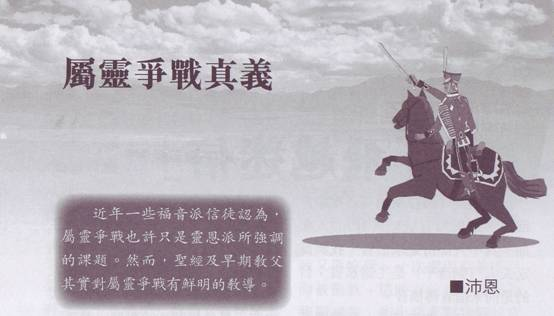 屬靈爭戰真義
近年一些福音派信徒認為，
屬靈爭戰也許只是靈恩派所強調
的課題。然而，聖經及早期教父
其實對屬靈爭戰有鮮明的教導。
■沛恩